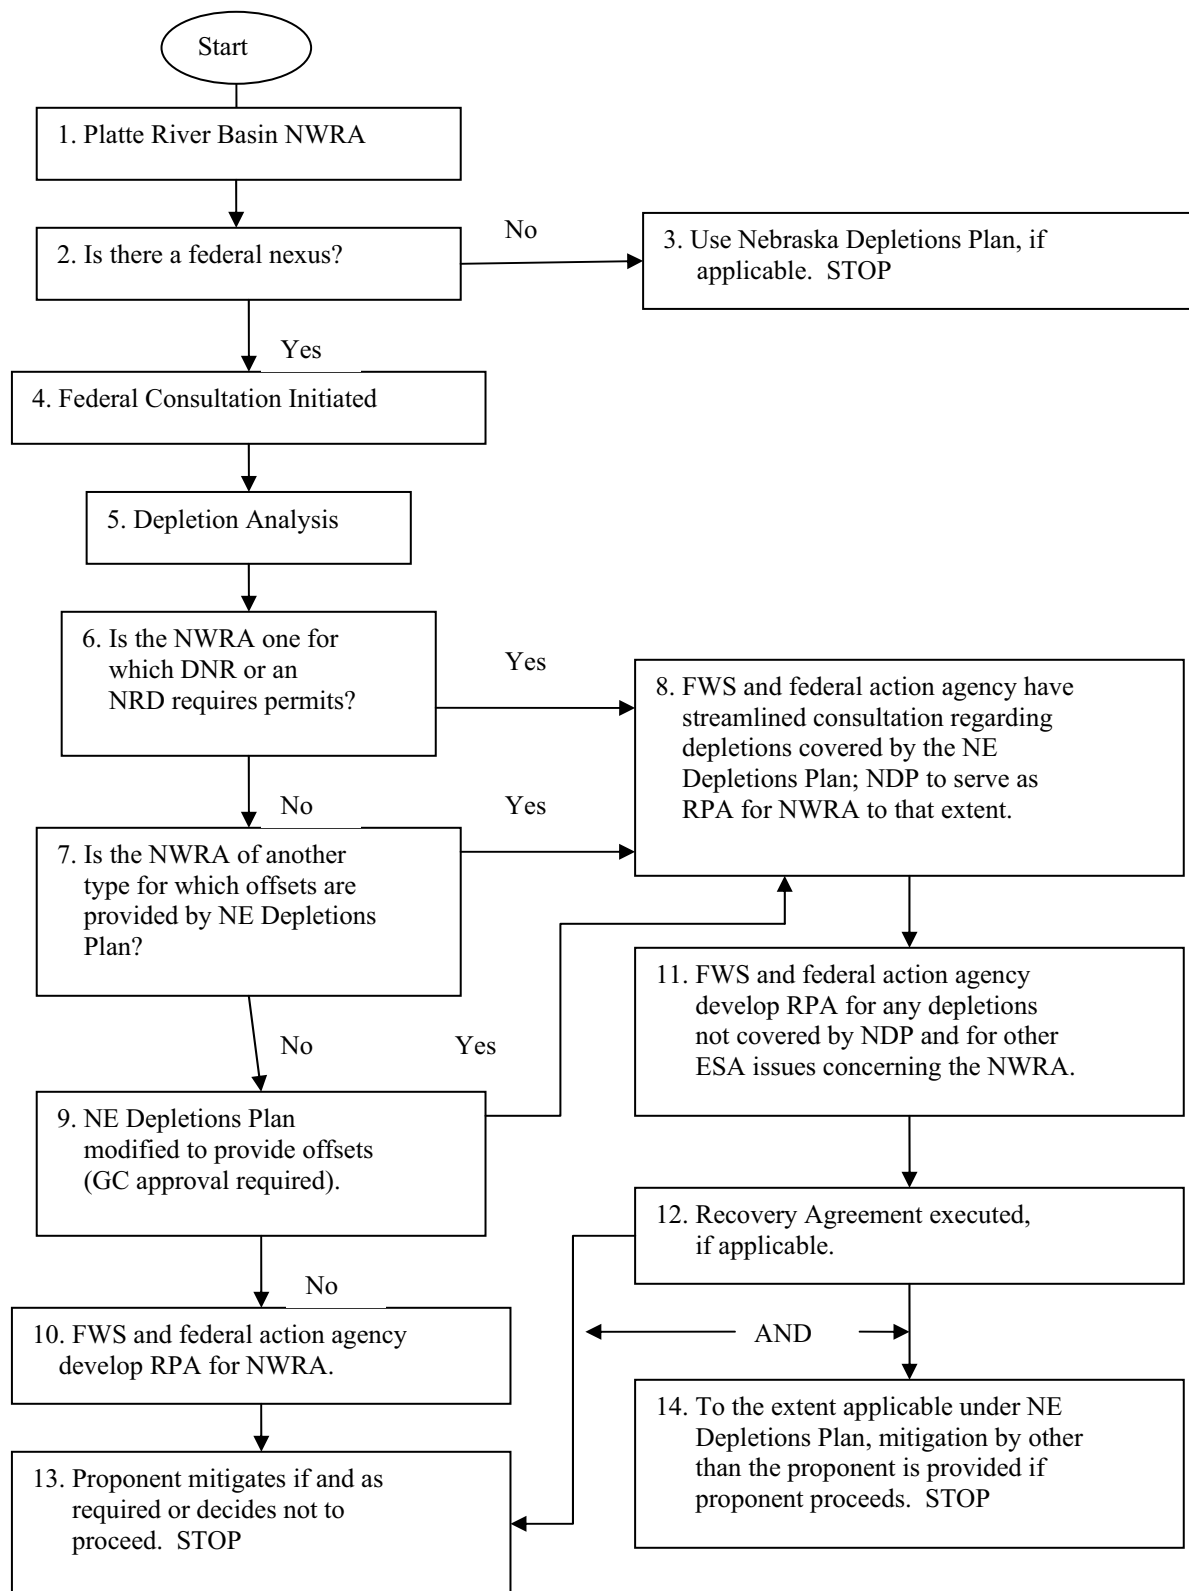 Start
1. Platte River Basin NWRA
2. Is there a federal nexus?
No
3. Use Nebraska Depletions Plan, if
applicable.  STOP
Yes
4. Federal Consultation Initiated
5. Depletion Analysis
6. Is the NWRA one for
which DNR or an
NRD requires permits?
Yes
8. FWS and federal action agency have
streamlined consultation regarding
depletions covered by the NE
Depletions Plan; NDP to serve as
RPA for NWRA to that extent.
No
Yes
7. Is the NWRA of another
type for which offsets are
provided by NE Depletions
Plan?
11. FWS and federal action agency
develop RPA for any depletions
not covered by NDP and for other
ESA issues concerning the NWRA.
No
Yes
9. NE Depletions Plan
modified to provide offsets
(GC approval required).
12. Recovery Agreement executed,
if applicable.
No
AND
10. FWS and federal action agency
develop RPA for NWRA.
14. To the extent applicable under NE
Depletions Plan, mitigation by other
than the proponent is provided if
proponent proceeds.  STOP
13. Proponent mitigates if and as
required or decides not to
proceed.  STOP